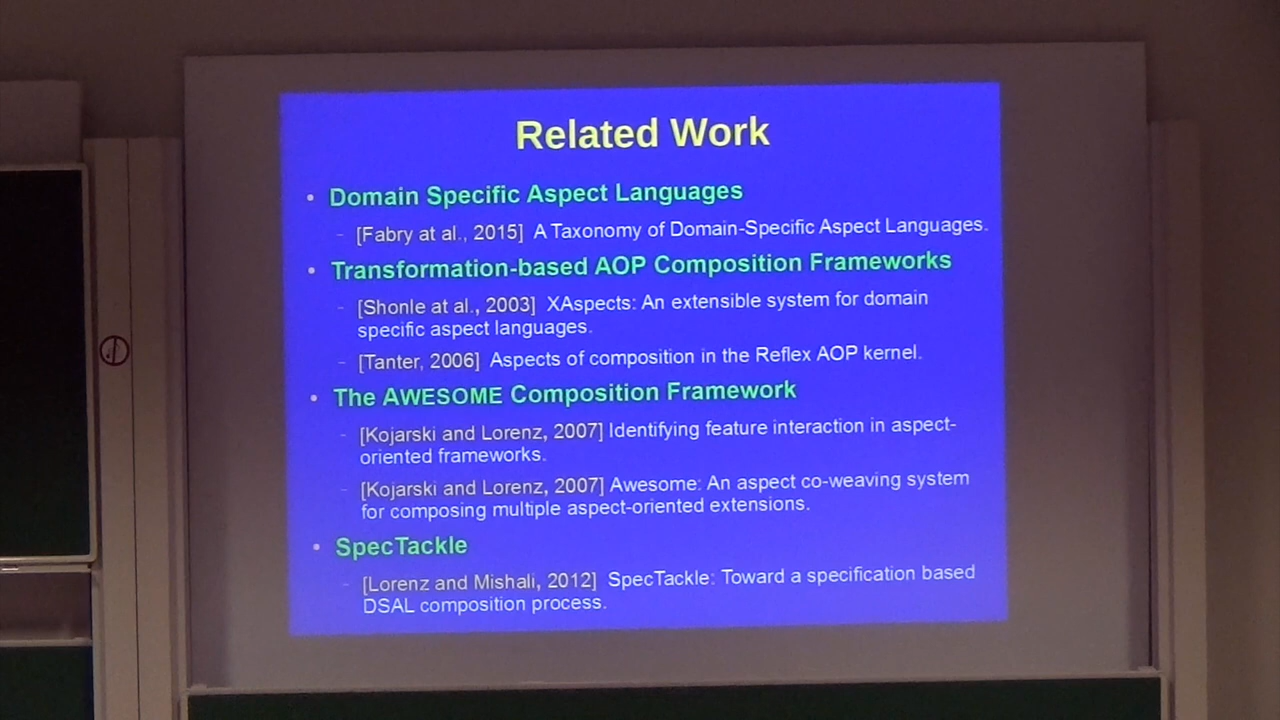 Related Work
• Domain Specific Aspect Languages
- [Fabry at al., 2015] A Taxonomy of Domain-Specific Aspect Languages.
• Transformation-based AOP Composition Frameworks
- [Shonle at al., 2003] XAspects: An extensible system for domain
specific aspect languages.
- [Tanter, 2006] Aspects of composition in the Reflex AOP kernel.
• The AWESOME Composition Framework
- [Kojarski and Lorenz, 2007] Identifying feature interaction in aspect-
oriented frameworks.
- [Kojarski and Lorenz, 2007] Awesome: An aspect co-weaving system
for composing multiple aspect-oriented extensions.
• SpecTackle
- [Lorenz and Mishali, 2012] SpecTackle: Toward a specification based
DSAL composition process.